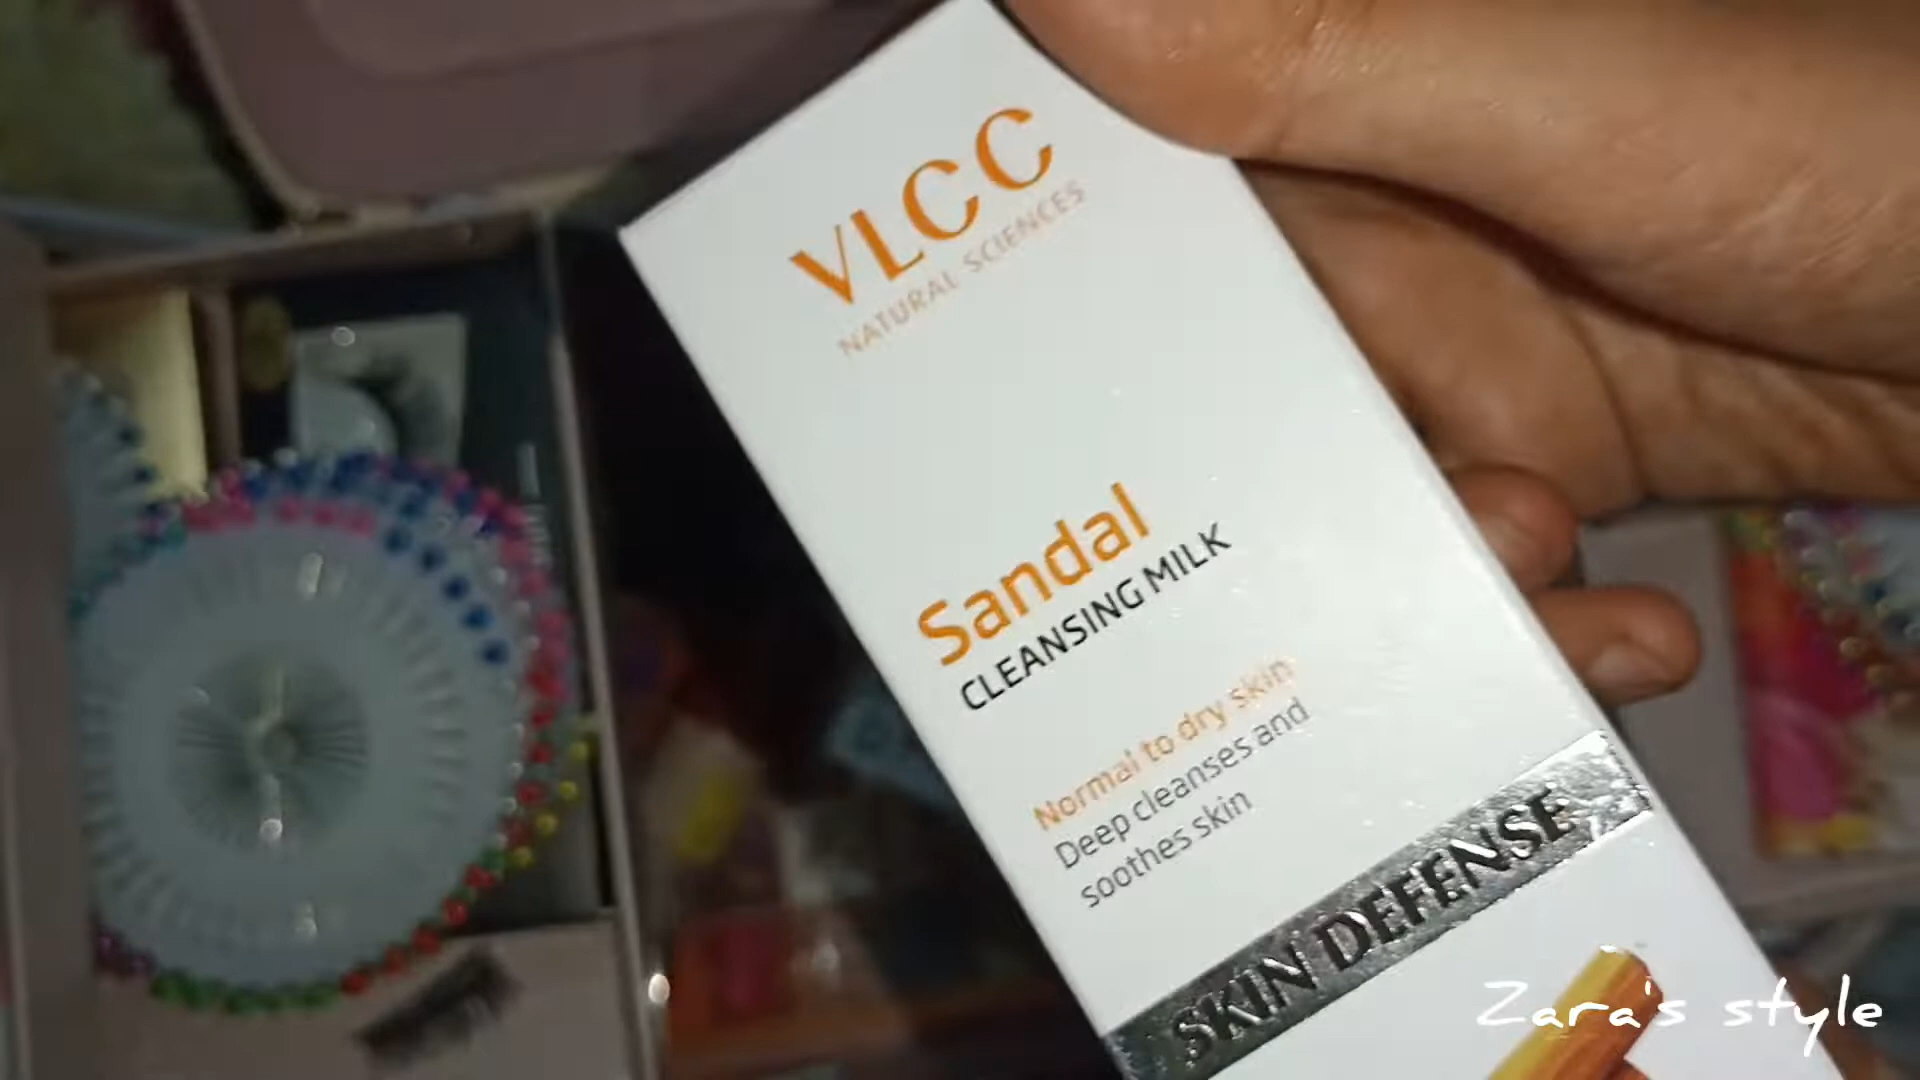 VLCC
NATURAL SCIENCES
Sandal
CLEANSING MILK
Normal to dry skin
Deep cleanses and
soothes skin
SKIN DEFENSE
Zara's style